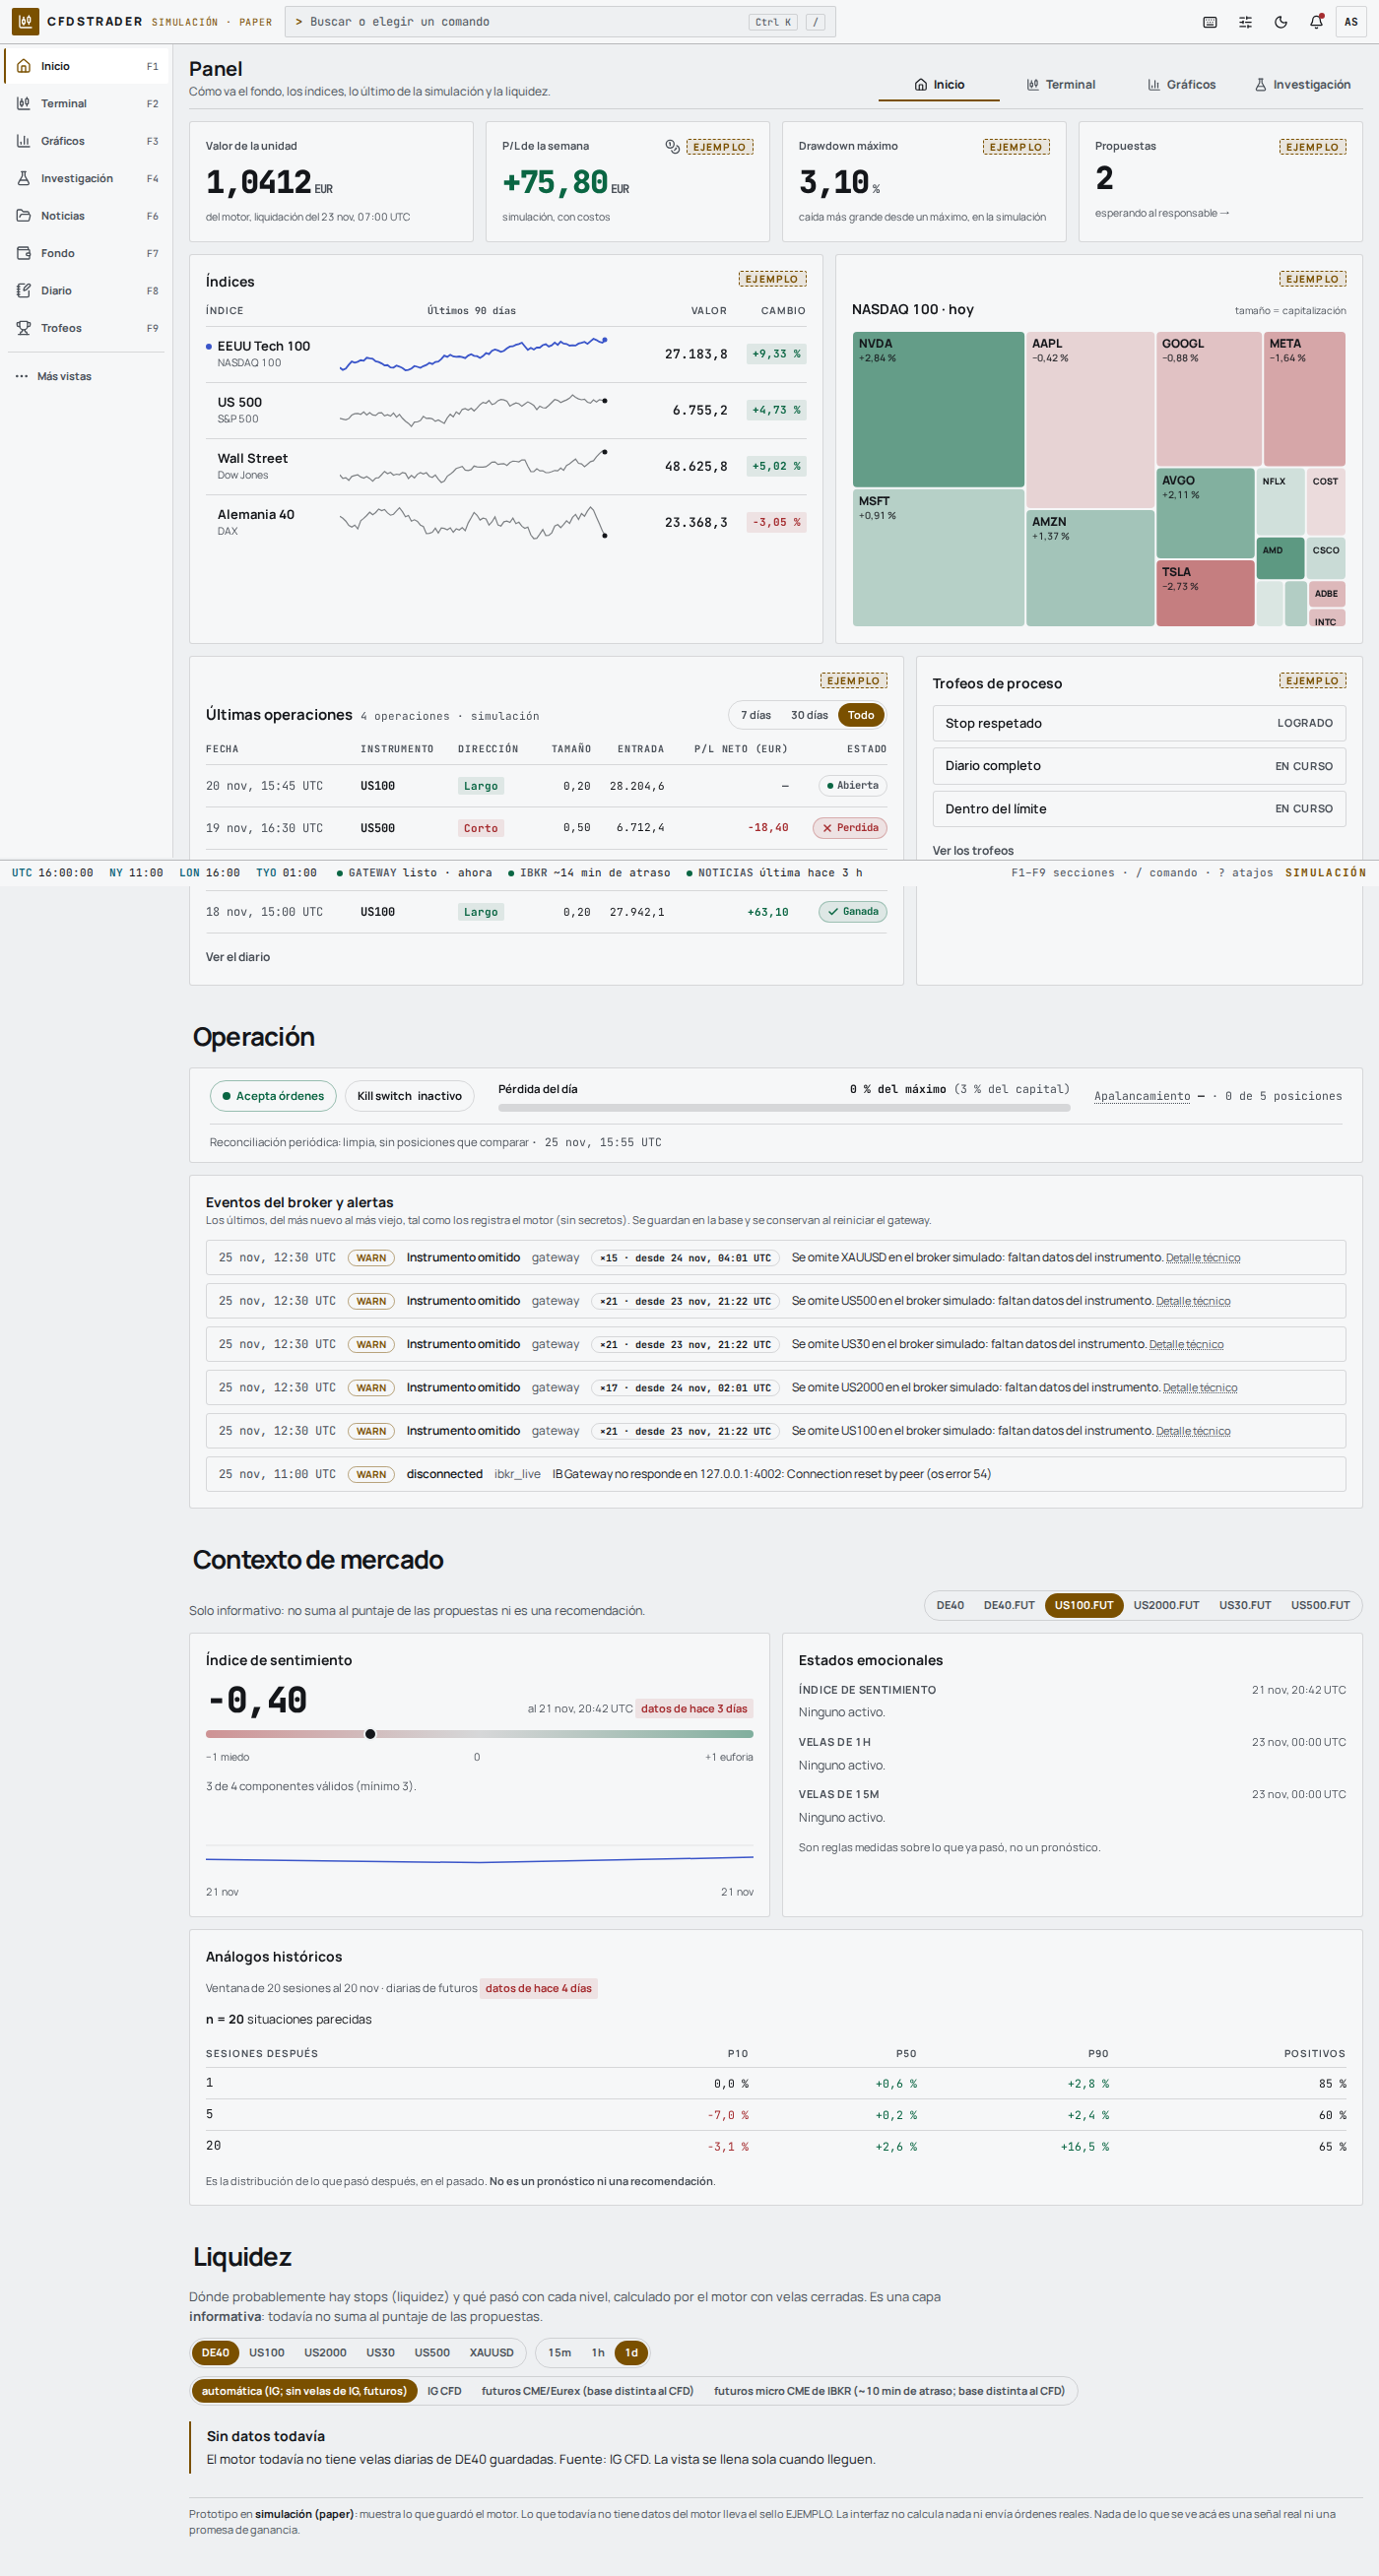 CFDSTRADER SIMULACIÓN · PAPER
> Buscar o elegir un comando Ctrl K /
AS
Inicio F1
Terminal F2
Gráficos F3
Investigación F4
Noticias F6
Fondo F7
Diario F8
Trofeos F9
Más vistas
Panel
Cómo va el fondo, los índices, lo último de la simulación y la liquidez.
Inicio Terminal Gráficos Investigación
Valor de la unidad
1,0412 EUR
del motor, liquidación del 23 nov, 07:00 UTC
P/L de la semana EJEMPLO
+75,80 EUR
simulación, con costos
Drawdown máximo EJEMPLO
3,10 %
caída más grande desde un máximo, en la simulación
Propuestas EJEMPLO
2
esperando al responsable →
Índices EJEMPLO
ÍNDICE Últimos 90 días VALOR CAMBIO
EEUU Tech 100 27.183,8 +9,33 %
NASDAQ 100
US 500 6.755,2 +4,73 %
S&P 500
Wall Street 48.625,8 +5,02 %
Dow Jones
Alemania 40 23.368,3 -3,05 %
DAX
EJEMPLO
NASDAQ 100 · hoy tamaño = capitalización
NVDA
+2,84 %
AAPL
−0,42 %
GOOGL
−0,88 %
META
−1,64 %
MSFT
+0,91 %
AMZN
+1,37 %
AVGO
+2,11 %
NFLX
COST
AMD
CSCO
TSLA
−2,73 %
ADBE
INTC
EJEMPLO
Últimas operaciones 4 operaciones · simulación 7 días 30 días Todo
FECHA INSTRUMENTO DIRECCIÓN TAMAÑO ENTRADA P/L NETO (EUR) ESTADO
20 nov, 15:45 UTC US100 Largo 0,20 28.204,6 — Abierta
19 nov, 16:30 UTC US500 Corto 0,50 6.712,4 -18,40 Perdida
18 nov, 15:00 UTC US100 Largo 0,20 27.942,1 +63,10 Ganada
Ver el diario
Trofeos de proceso EJEMPLO
Stop respetado LOGRADO
Diario completo EN CURSO
Dentro del límite EN CURSO
Ver los trofeos
UTC 16:00:00 NY 11:00 LON 16:00 TYO 01:00 GATEWAY listo · ahora IBKR ~14 min de atraso NOTICIAS última hace 3 h F1–F9 secciones · / comando · ? atajos SIMULACIÓN
Operación
Acepta órdenes Kill switch inactivo Pérdida del día 0 % del máximo (3 % del capital) Apalancamiento — · 0 de 5 posiciones
Reconciliación periódica: limpia, sin posiciones que comparar · 25 nov, 15:55 UTC
Eventos del broker y alertas
Los últimos, del más nuevo al más viejo, tal como los registra el motor (sin secretos). Se guardan en la base y se conservan al reiniciar el gateway.
25 nov, 12:30 UTC WARN Instrumento omitido gateway ×15 · desde 24 nov, 04:01 UTC Se omite XAUUSD en el broker simulado: faltan datos del instrumento. Detalle técnico
25 nov, 12:30 UTC WARN Instrumento omitido gateway ×21 · desde 23 nov, 21:22 UTC Se omite US500 en el broker simulado: faltan datos del instrumento. Detalle técnico
25 nov, 12:30 UTC WARN Instrumento omitido gateway ×21 · desde 23 nov, 21:22 UTC Se omite US30 en el broker simulado: faltan datos del instrumento. Detalle técnico
25 nov, 12:30 UTC WARN Instrumento omitido gateway ×17 · desde 24 nov, 02:01 UTC Se omite US2000 en el broker simulado: faltan datos del instrumento. Detalle técnico
25 nov, 12:30 UTC WARN Instrumento omitido gateway ×21 · desde 23 nov, 21:22 UTC Se omite US100 en el broker simulado: faltan datos del instrumento. Detalle técnico
25 nov, 11:00 UTC WARN disconnected ibkr_live IB Gateway no responde en 127.0.0.1:4002: Connection reset by peer (os error 54)
Contexto de mercado
Solo informativo: no suma al puntaje de las propuestas ni es una recomendación.
DE40 DE40.FUT US100.FUT US2000.FUT US30.FUT US500.FUT
Índice de sentimiento
-0,40 al 21 nov, 20:42 UTC datos de hace 3 días
−1 miedo 0 +1 euforia
3 de 4 componentes válidos (mínimo 3).
21 nov 21 nov
Estados emocionales
ÍNDICE DE SENTIMIENTO 21 nov, 20:42 UTC
Ninguno activo.
VELAS DE 1H 23 nov, 00:00 UTC
Ninguno activo.
VELAS DE 15M 23 nov, 00:00 UTC
Ninguno activo.
Son reglas medidas sobre lo que ya pasó, no un pronóstico.
Análogos históricos
Ventana de 20 sesiones al 20 nov · diarias de futuros datos de hace 4 días
n = 20 situaciones parecidas
SESIONES DESPUÉS P10 P50 P90 POSITIVOS
1 0,0 % +0,6 % +2,8 % 85 %
5 -7,0 % +0,2 % +2,4 % 60 %
20 -3,1 % +2,6 % +16,5 % 65 %
Es la distribución de lo que pasó después, en el pasado. No es un pronóstico ni una recomendación.
Liquidez
Dónde probablemente hay stops (liquidez) y qué pasó con cada nivel, calculado por el motor con velas cerradas. Es una capa
informativa: todavía no suma al puntaje de las propuestas.
DE40 US100 US2000 US30 US500 XAUUSD 15m 1h 1d
automática (IG; sin velas de IG, futuros) IG CFD futuros CME/Eurex (base distinta al CFD) futuros micro CME de IBKR (~10 min de atraso; base distinta al CFD)
Sin datos todavía
El motor todavía no tiene velas diarias de DE40 guardadas. Fuente: IG CFD. La vista se llena sola cuando lleguen.
Prototipo en simulación (paper): muestra lo que guardó el motor. Lo que todavía no tiene datos del motor lleva el sello EJEMPLO. La interfaz no calcula nada ni envía órdenes reales. Nada de lo que se ve acá es una señal real ni una
promesa de ganancia.